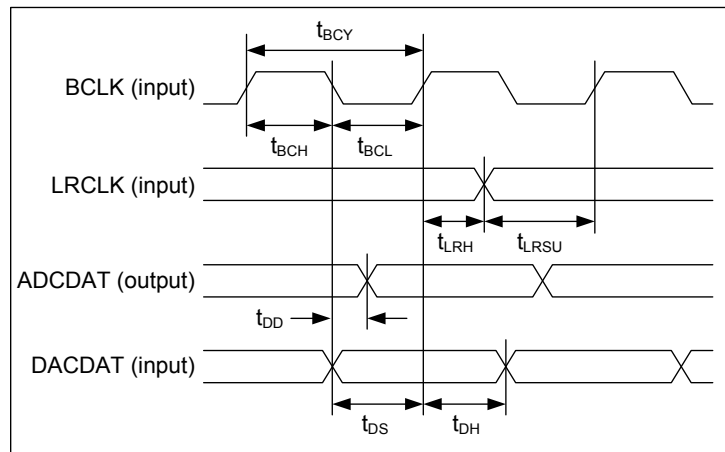 tBCY
BCLK (input)
tBCH tBCL
LRCLK (input)
tLRH tLRSU
ADCDAT (output)
tDD
DACDAT (input)
tDS tDH